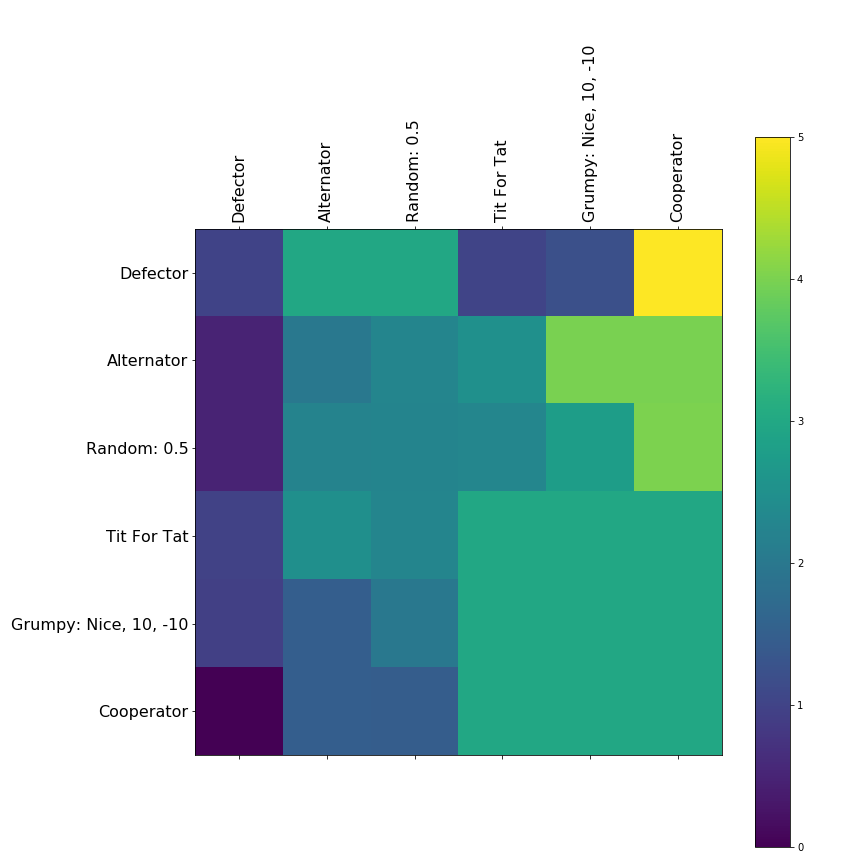 Defector
Alternator
Random: 0.5
Tit For Tat
Grumpy: Nice, 10, -10
Cooperator
Defector
Alternator
Random: 0.5
Tit For Tat
Grumpy: Nice, 10, -10
Cooperator
5
4
3
2
1
0